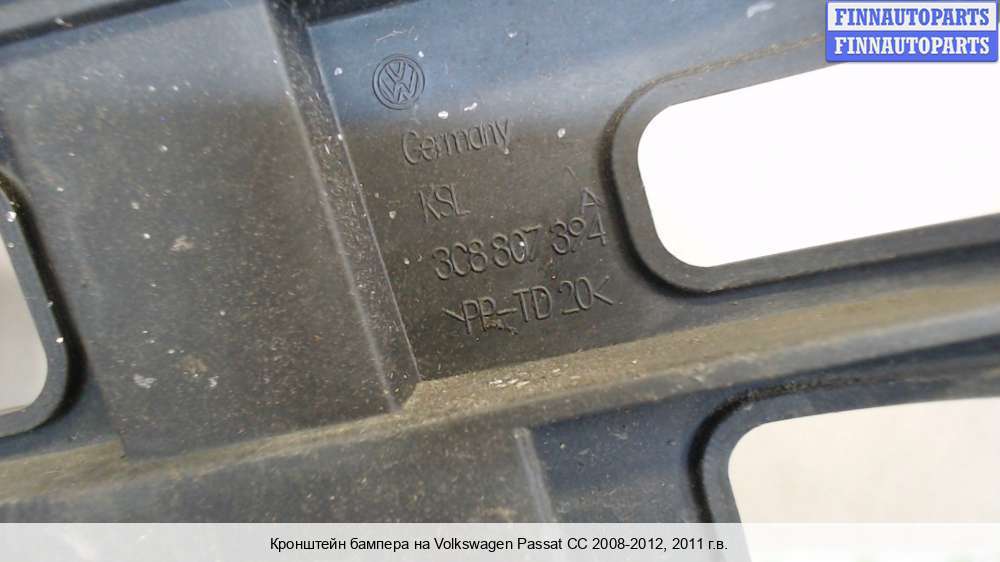 FINNAUTOPARTS
FINNAUTOPARTS
Germany
KSL A
3C8 807 394
>PP-TD 20<
Кронштейн бампера на Volkswagen Passat CC 2008-2012, 2011 г.в.